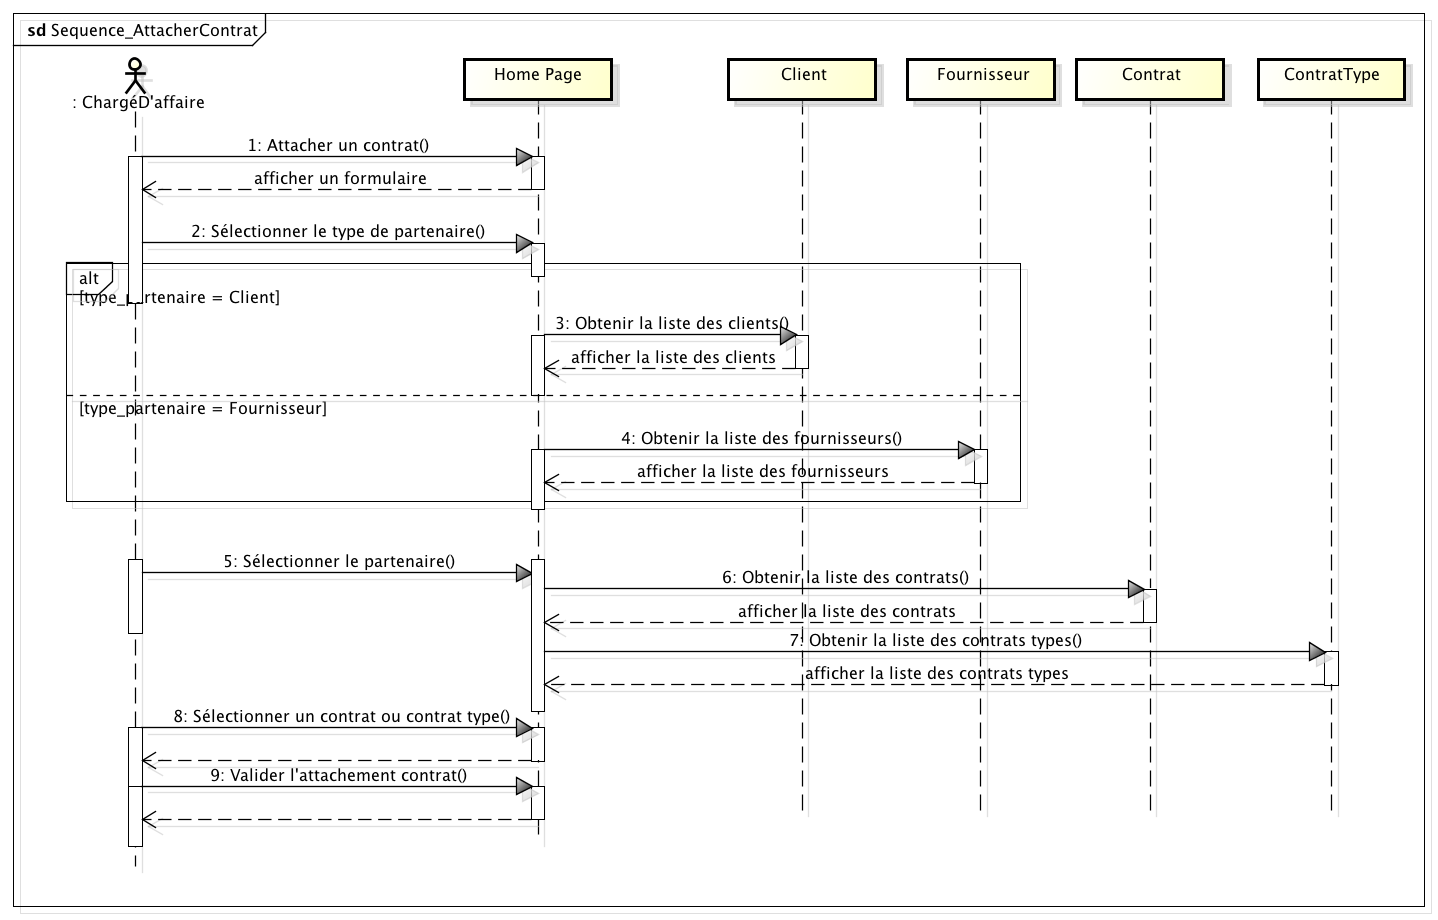 sd Sequence_AttacherContrat
: ChargéD'affaire
Home Page
Client
Fournisseur
Contrat
ContratType
1: Attacher un contrat()
afficher un formulaire
2: Sélectionner le type de partenaire()
alt
[type_partenaire = Client]
3: Obtenir la liste des clients()
afficher la liste des clients
[type_partenaire = Fournisseur]
4: Obtenir la liste des fournisseurs()
afficher la liste des fournisseurs
5: Sélectionner le partenaire()
6: Obtenir la liste des contrats()
afficher la liste des contrats
7: Obtenir la liste des contrats types()
afficher la liste des contrats types
8: Sélectionner un contrat ou contrat type()
9: Valider l'attachement contrat()